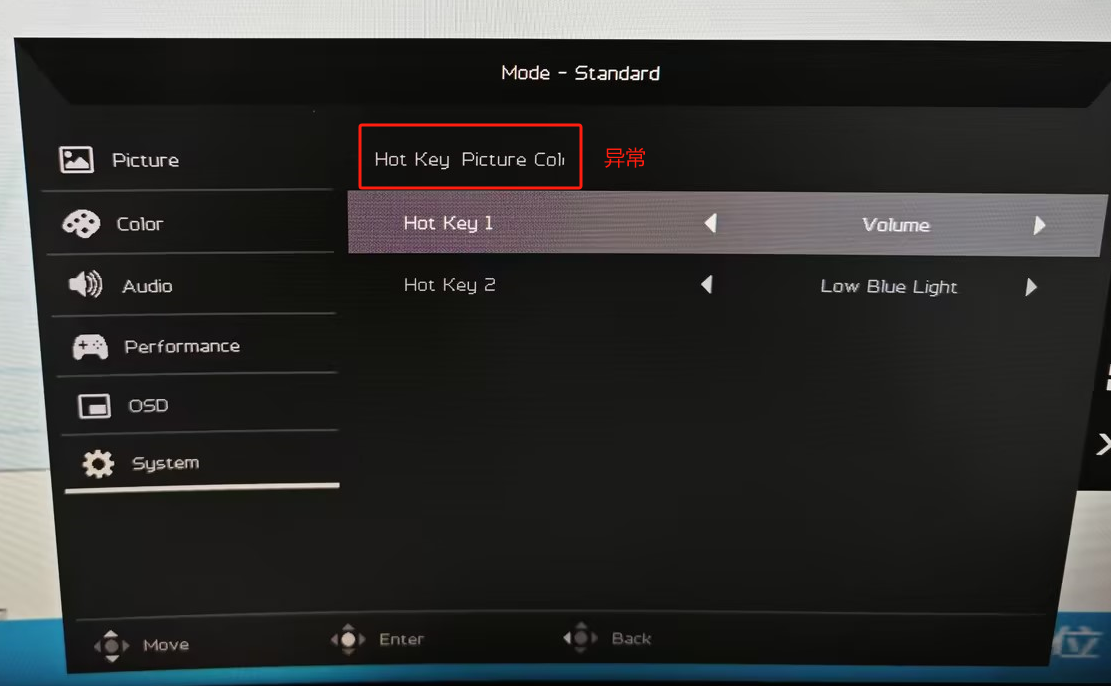 Mode - Standard
Picture
Hot Key Picture Col
异常
Color
Hot Key 1
Volume
Audio
Hot Key 2
Low Blue Light
Performance
OSD
System
Move
Enter
Back
位